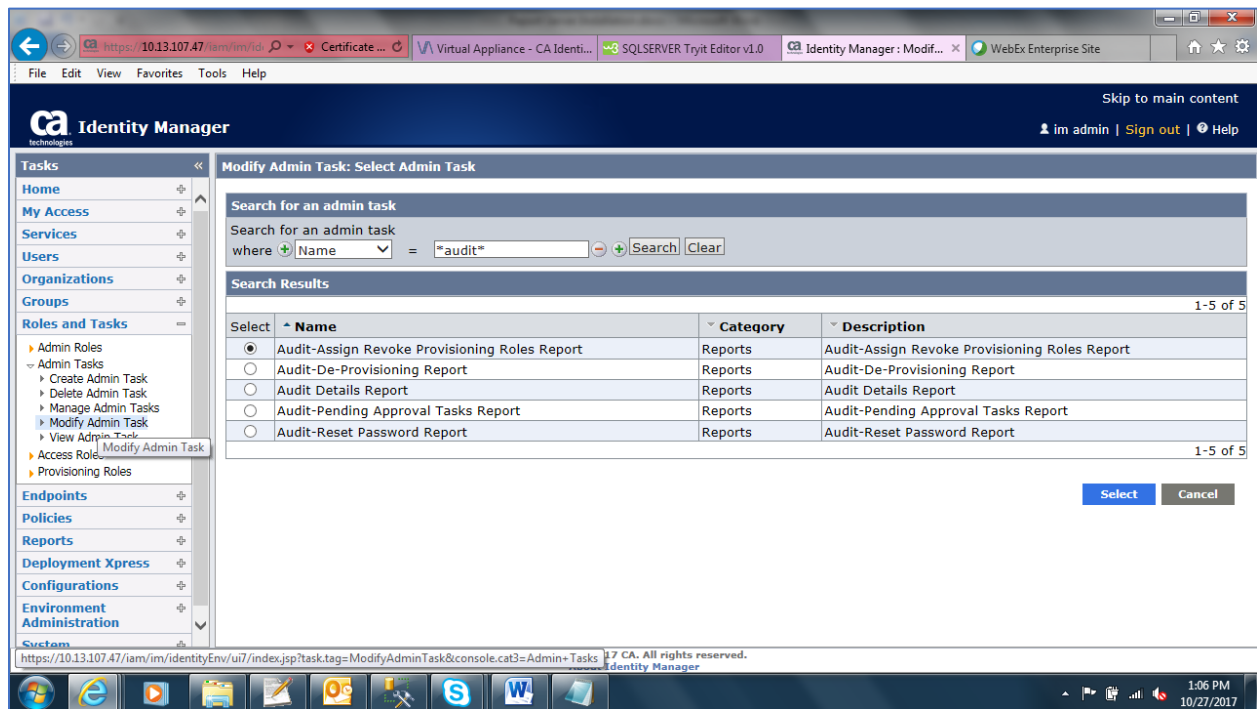 https://10.13.107.47/iam/im/id
Certificate ...
Virtual Appliance - CA Identi...
SQLSERVER Tryit Editor v1.0
Identity Manager : Modif...
WebEx Enterprise Site
File Edit View Favorites Tools Help
Skip to main content
ca technologies
Identity Manager
im admin | Sign out | Help
Tasks «
Modify Admin Task: Select Admin Task
Home
My Access
Services
Users
Organizations
Groups
Roles and Tasks
Admin Roles
Admin Tasks
Create Admin Task
Delete Admin Task
Manage Admin Tasks
Modify Admin Task
View Admin Task
Modify Admin Task
Access Roles
Provisioning Roles
Endpoints
Policies
Reports
Deployment Xpress
Configurations
Environment
Administration
System
Search for an admin task
Search for an admin task
where Name = *audit* Search Clear
Search Results
1-5 of 5
Select Name Category Description
Audit-Assign Revoke Provisioning Roles Report Reports Audit-Assign Revoke Provisioning Roles Report
Audit-De-Provisioning Report Reports Audit-De-Provisioning Report
Audit Details Report Reports Audit Details Report
Audit-Pending Approval Tasks Report Reports Audit-Pending Approval Tasks Report
Audit-Reset Password Report Reports Audit-Reset Password Report
1-5 of 5
Select Cancel
https://10.13.107.47/iam/im/identityEnv/ui7/index.jsp?task.tag=ModifyAdminTask&console.cat3=Admin+Tasks
17 CA. All rights reserved.
About Identity Manager
1:06 PM
10/27/2017